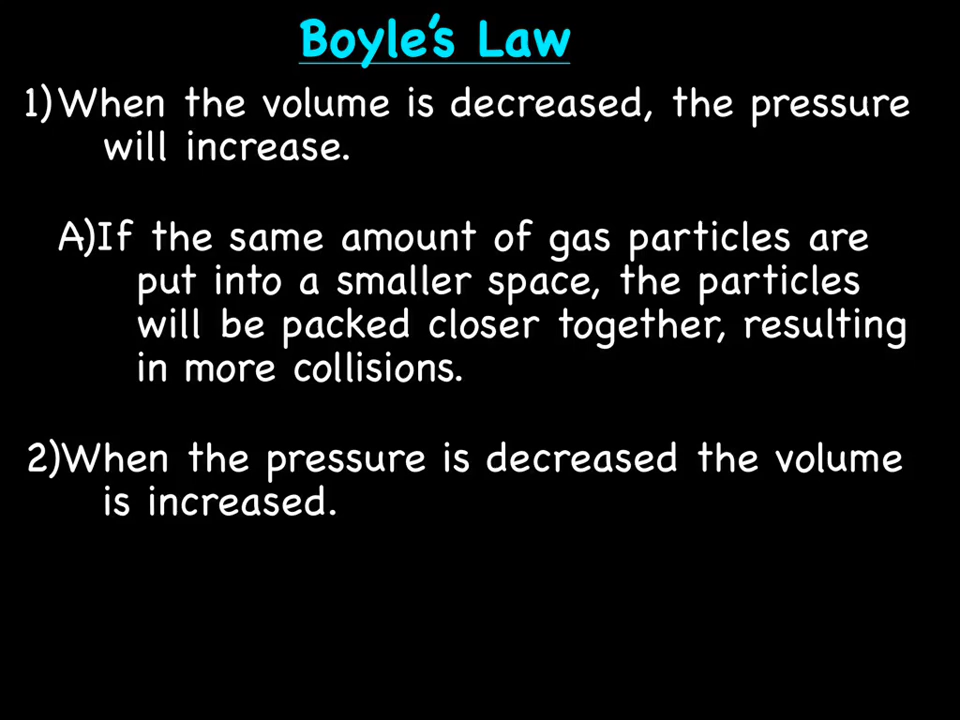 Boyle's Law
1)When the volume is decreased, the pressure
will increase.
A)If the same amount of gas particles are
put into a smaller space, the particles
will be packed closer together, resulting
in more collisions.
2)When the pressure is decreased the volume
is increased.